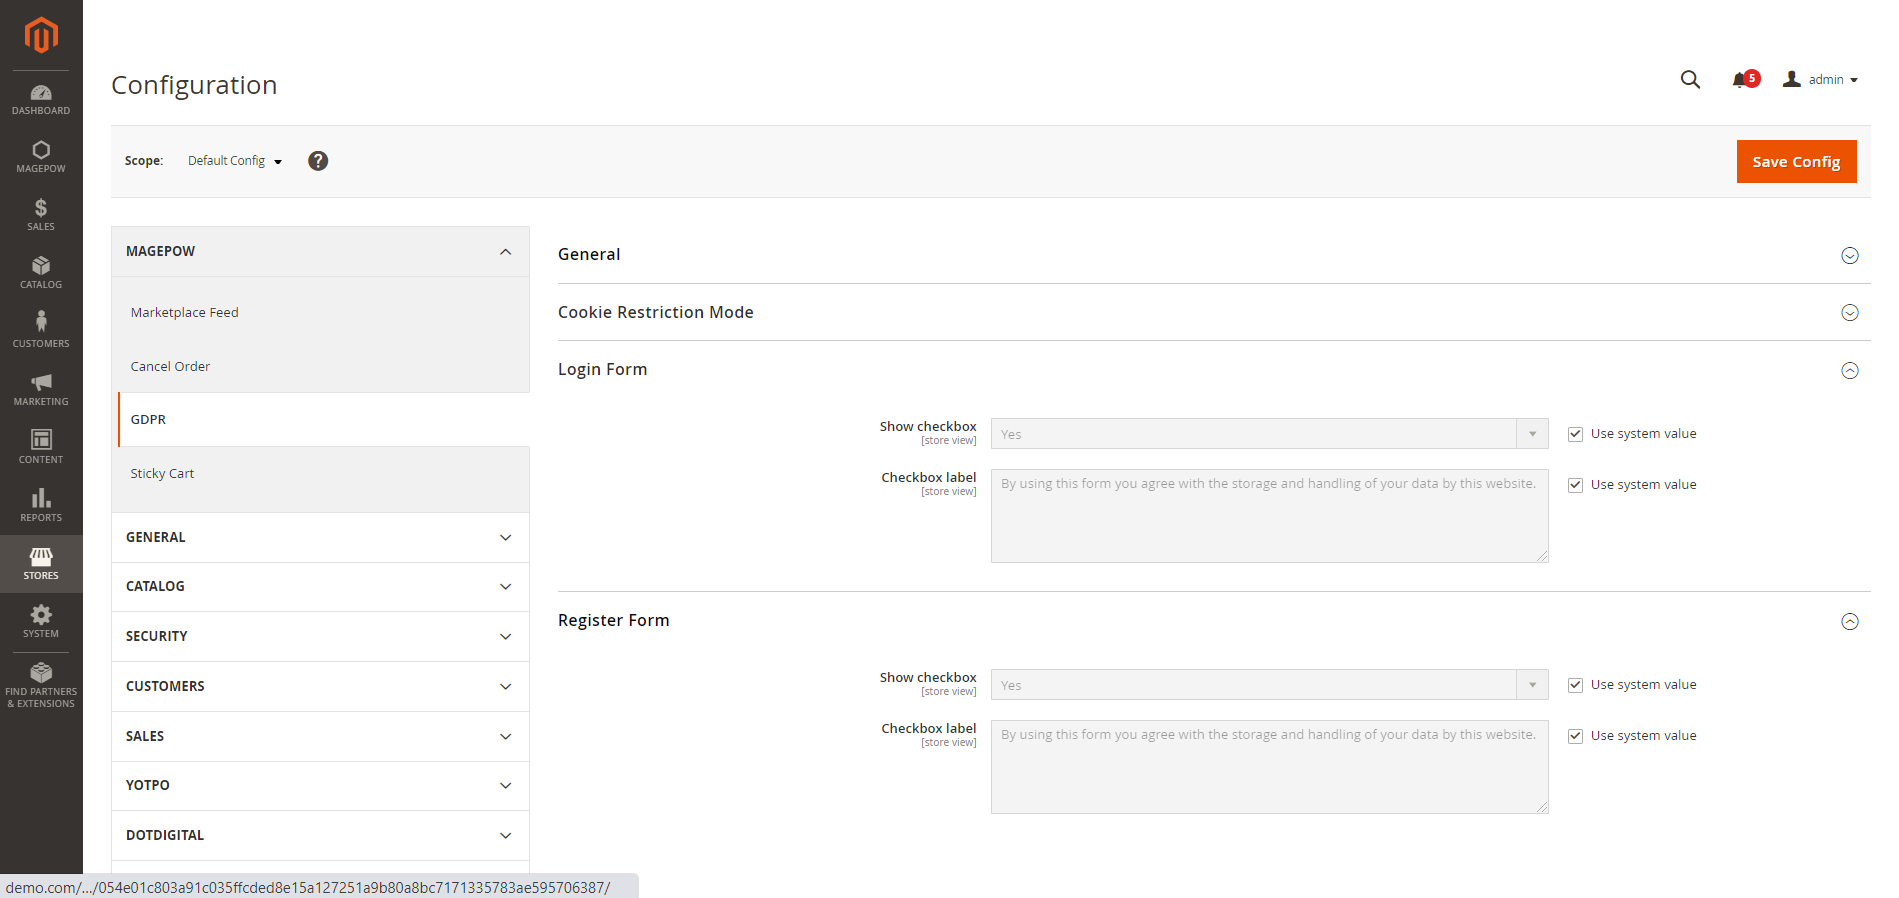 DASHBOARD
MAGEPOW
SALES
CATALOG
CUSTOMERS
MARKETING
CONTENT
REPORTS
STORES
SYSTEM
FIND PARTNERS
& EXTENSIONS
Configuration
5
admin
Scope:
Default Config
?
Save Config
MAGEPOW
Marketplace Feed
Cancel Order
GDPR
Sticky Cart
GENERAL
CATALOG
SECURITY
CUSTOMERS
SALES
YOTPO
DOTDIGITAL
General
Cookie Restriction Mode
Login Form
Show checkbox
[store view]
Yes
Use system value
Checkbox label
[store view]
By using this form you agree with the storage and handling of your data by this website.
Use system value
Register Form
Show checkbox
[store view]
Yes
Use system value
Checkbox label
[store view]
By using this form you agree with the storage and handling of your data by this website.
Use system value
demo.com/.../054e01c803a91c035ffcded8e15a127251a9b80a8bc7171335783ae595706387/